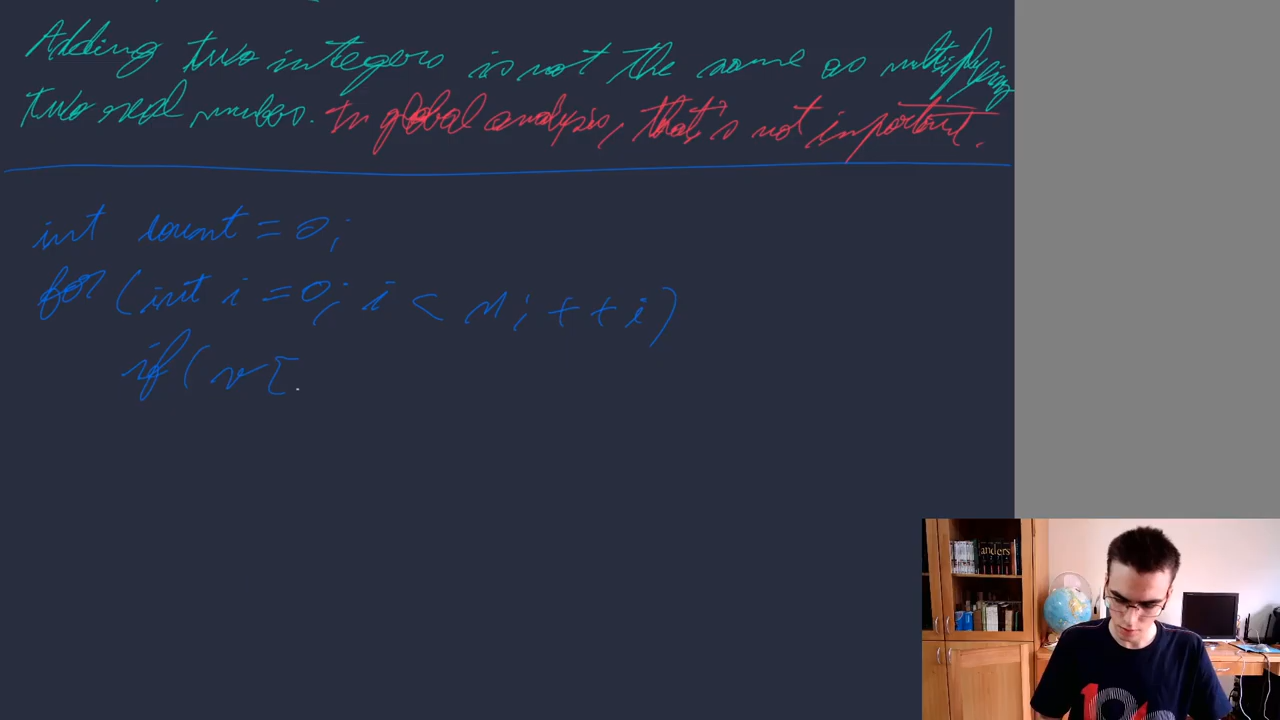 Adding two integers is not the same as multiplying
two real numbers. In global analysis, that's not important.
int count = 0;
for (int i = 0; i < n; ++i)
if ( v [
anders